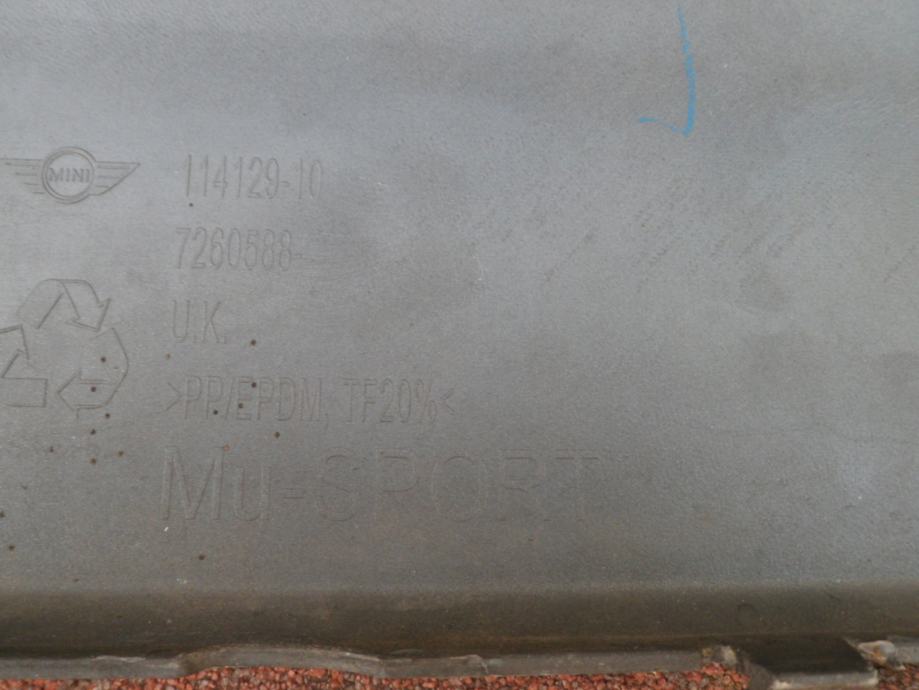 MINI
114129-10
7260588-
U.K.
>PP/EPDM, TF20%<
Mu-SPORT